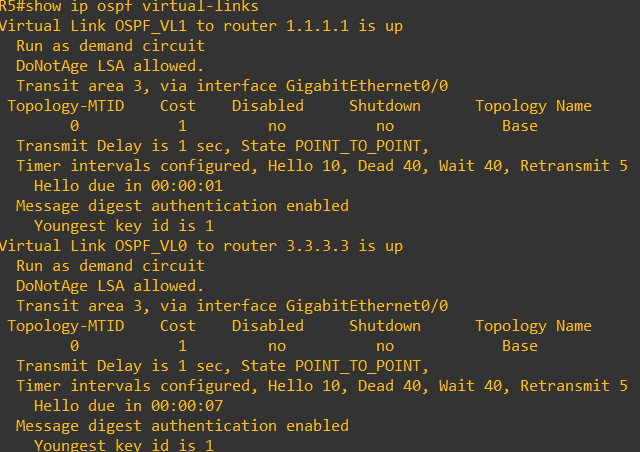 R5#show ip ospf virtual-links
Virtual Link OSPF_VL1 to router 1.1.1.1 is up
  Run as demand circuit
  DoNotAge LSA allowed.
  Transit area 3, via interface GigabitEthernet0/0
 Topology-MTID    Cost    Disabled     Shutdown      Topology Name
        0           1         no          no            Base
  Transmit Delay is 1 sec, State POINT_TO_POINT,
  Timer intervals configured, Hello 10, Dead 40, Wait 40, Retransmit 5
    Hello due in 00:00:01
  Message digest authentication enabled
    Youngest key id is 1
Virtual Link OSPF_VL0 to router 3.3.3.3 is up
  Run as demand circuit
  DoNotAge LSA allowed.
  Transit area 3, via interface GigabitEthernet0/0
 Topology-MTID    Cost    Disabled     Shutdown      Topology Name
        0           1         no          no            Base
  Transmit Delay is 1 sec, State POINT_TO_POINT,
  Timer intervals configured, Hello 10, Dead 40, Wait 40, Retransmit 5
    Hello due in 00:00:07
  Message digest authentication enabled
    Youngest key id is 1